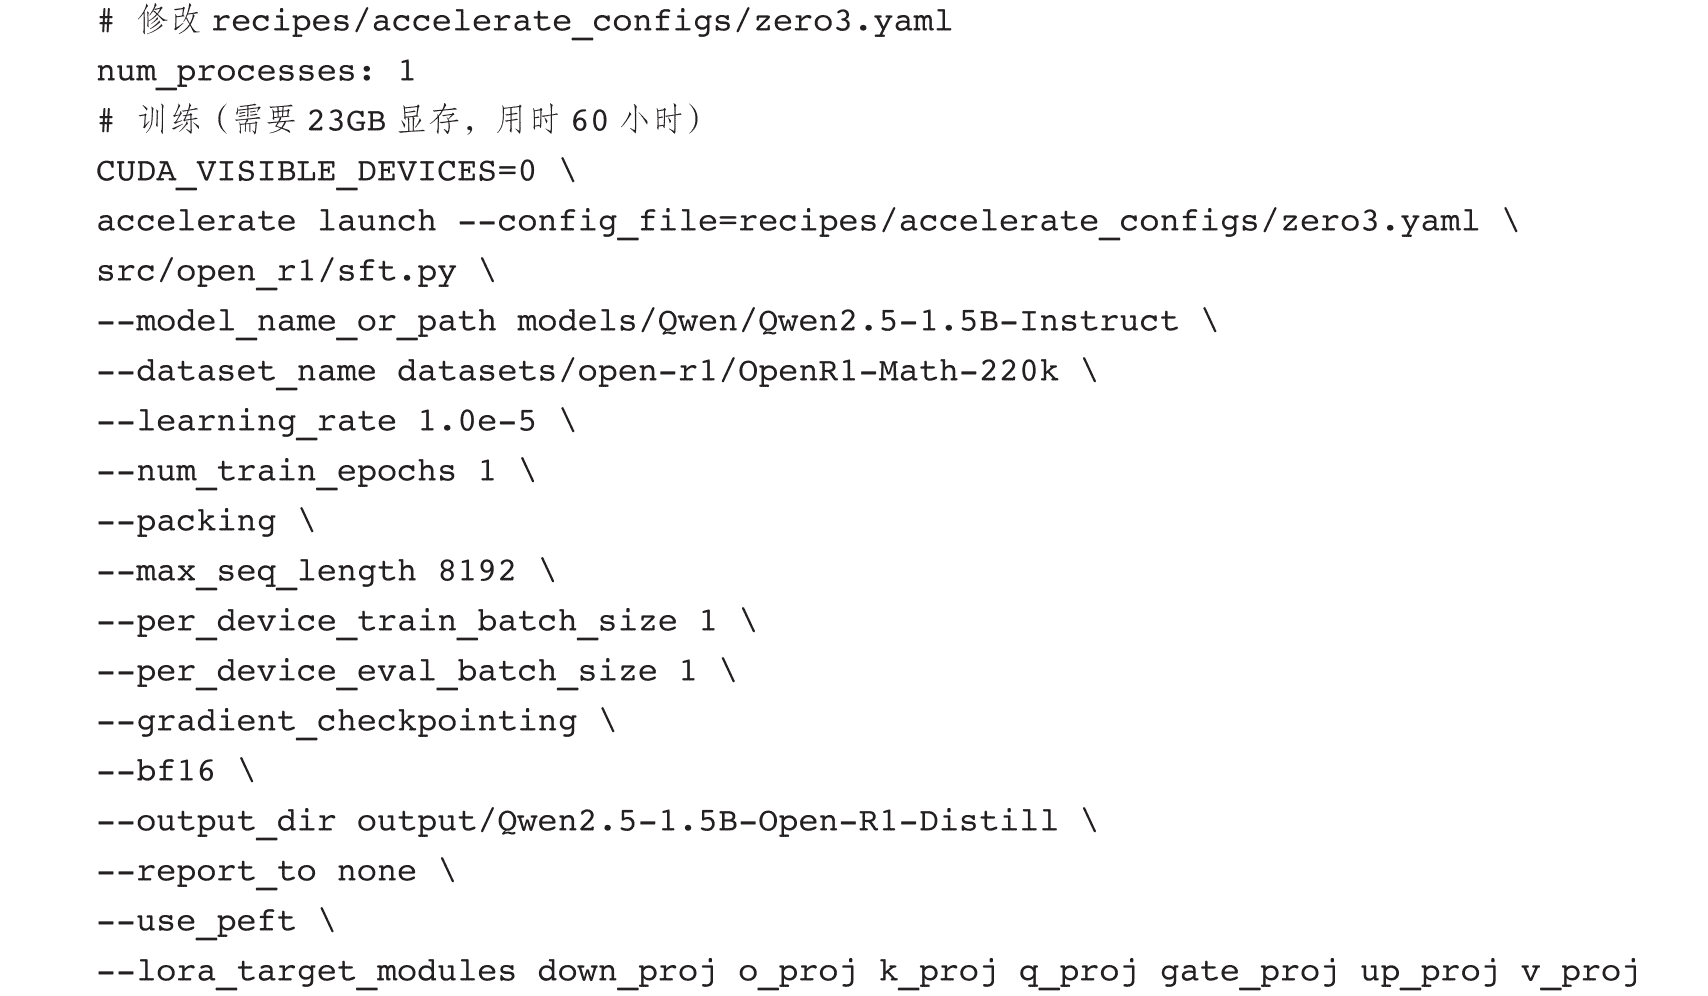 # 修改 recipes/accelerate_configs/zero3.yaml
num_processes: 1
# 训练（需要 23GB 显存，用时 60 小时）
CUDA_VISIBLE_DEVICES=0 \
accelerate launch --config_file=recipes/accelerate_configs/zero3.yaml \
src/open_r1/sft.py \
--model_name_or_path models/Qwen/Qwen2.5-1.5B-Instruct \
--dataset_name datasets/open-r1/OpenR1-Math-220k \
--learning_rate 1.0e-5 \
--num_train_epochs 1 \
--packing \
--max_seq_length 8192 \
--per_device_train_batch_size 1 \
--per_device_eval_batch_size 1 \
--gradient_checkpointing \
--bf16 \
--output_dir output/Qwen2.5-1.5B-Open-R1-Distill \
--report_to none \
--use_peft \
--lora_target_modules down_proj o_proj k_proj q_proj gate_proj up_proj v_proj